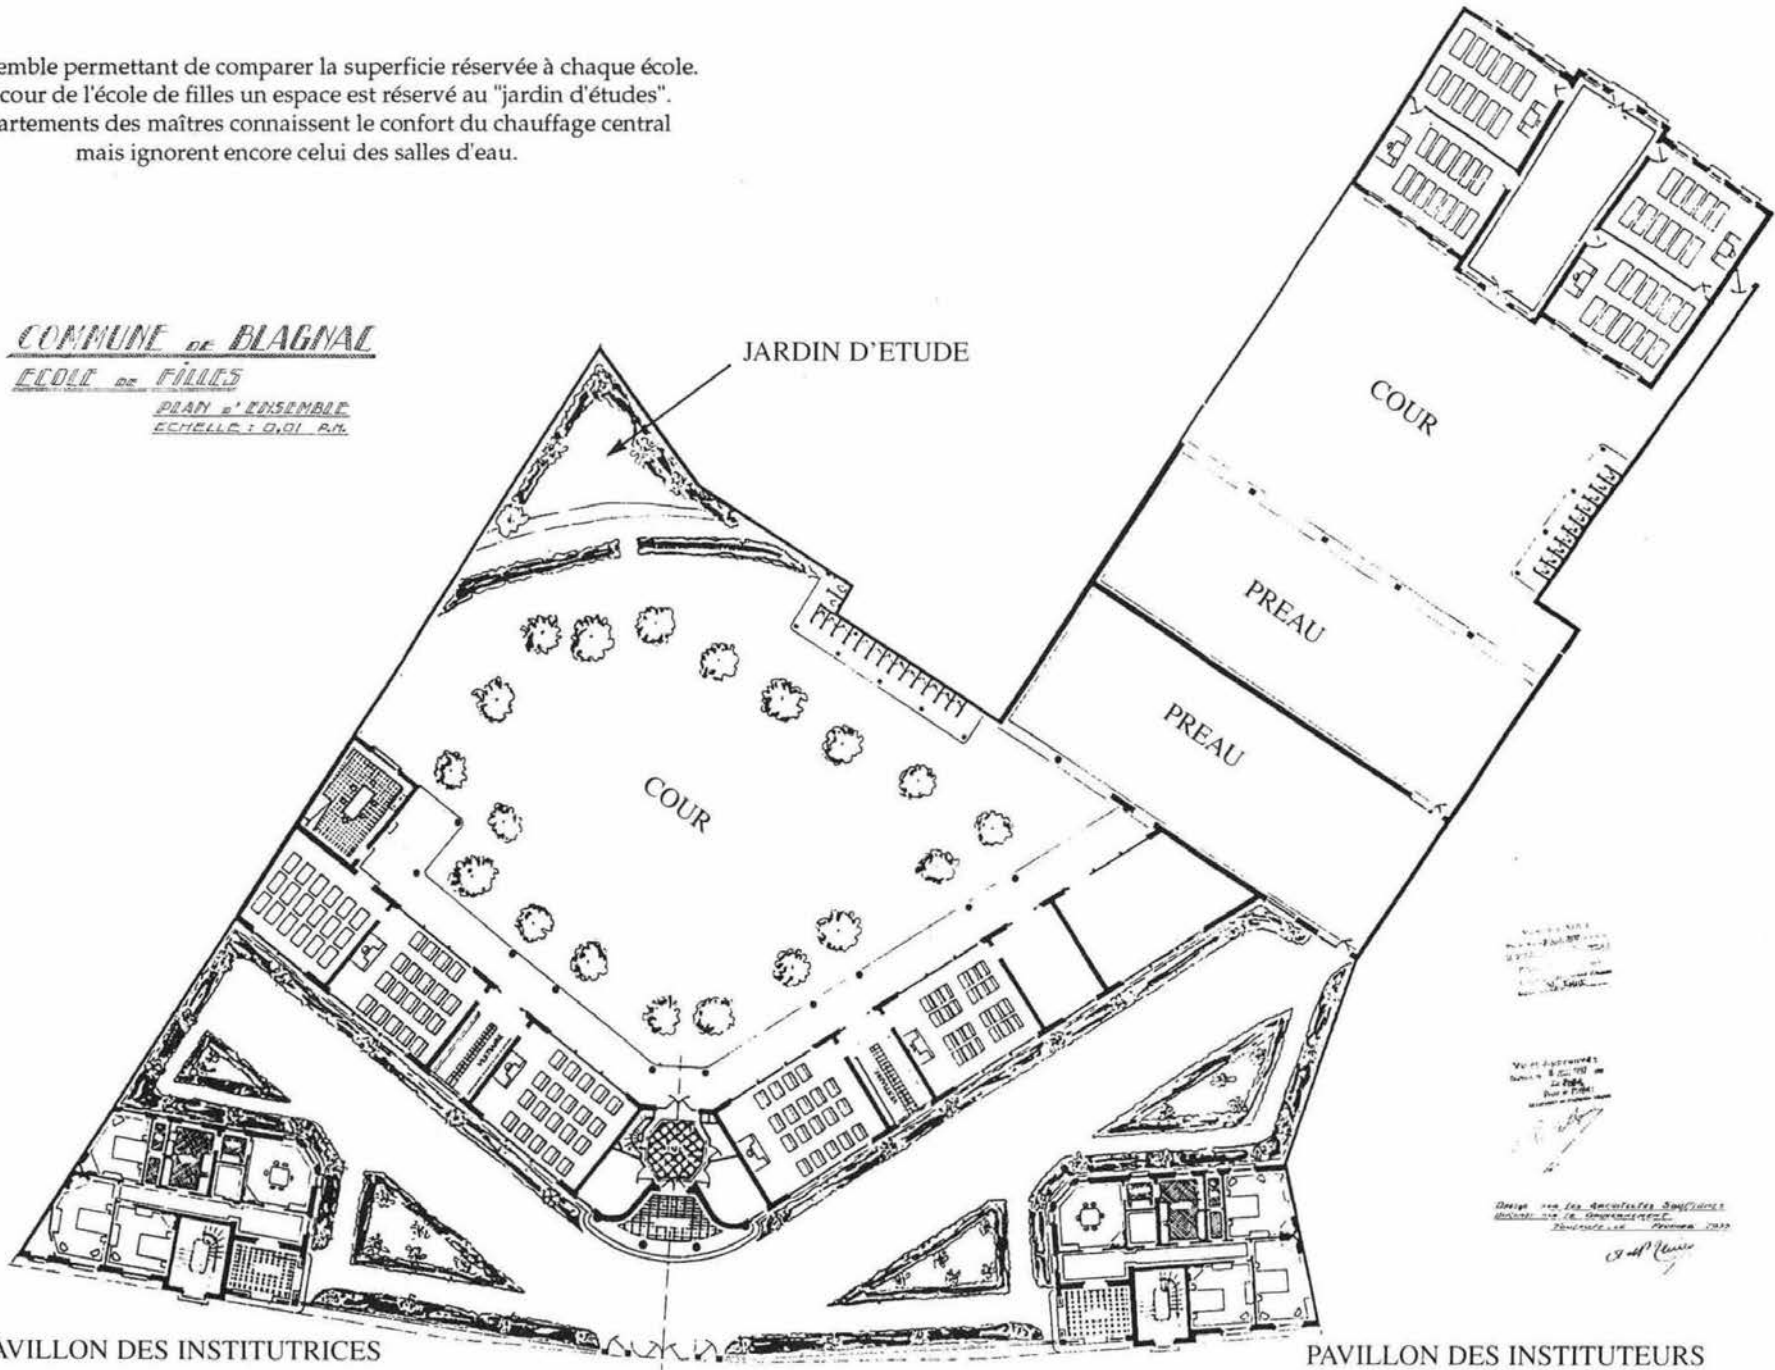 emble permettant de comparer la superficie réservée à chaque école.
cour de l'école de filles un espace est réservé au "jardin d'études".
artements des maîtres connaissent le confort du chauffage central
mais ignorent encore celui des salles d'eau.
COMMUNE DE BLAGNAC
ECOLE DE FILLES
PLAN D'ENSEMBLE
ECHELLE : 0,01 P.M.
JARDIN D'ETUDE
COUR
PREAU
PREAU
COUR
AVILLON DES INSTITUTRICES
PAVILLON DES INSTITUTEURS